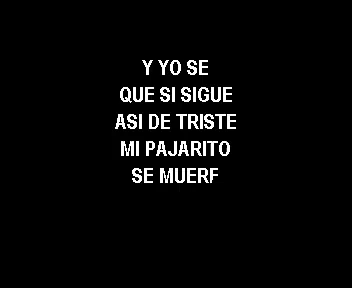 Y YO SE
QUE SI SIGUE
ASI DE TRISTE
MI PAJARITO
SE MUERF